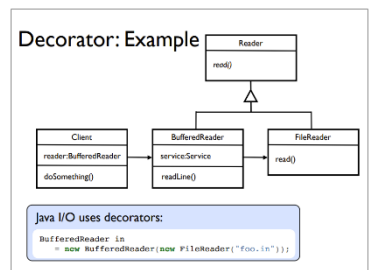 Decorator: Example
Reader
read()
Client
reader:BufferedReader
doSomething()
BufferedReader
service:Service
readLine()
FileReader
read()
Java I/O uses decorators:
BufferedReader in
= new BufferedReader(new FileReader("foo.in"));